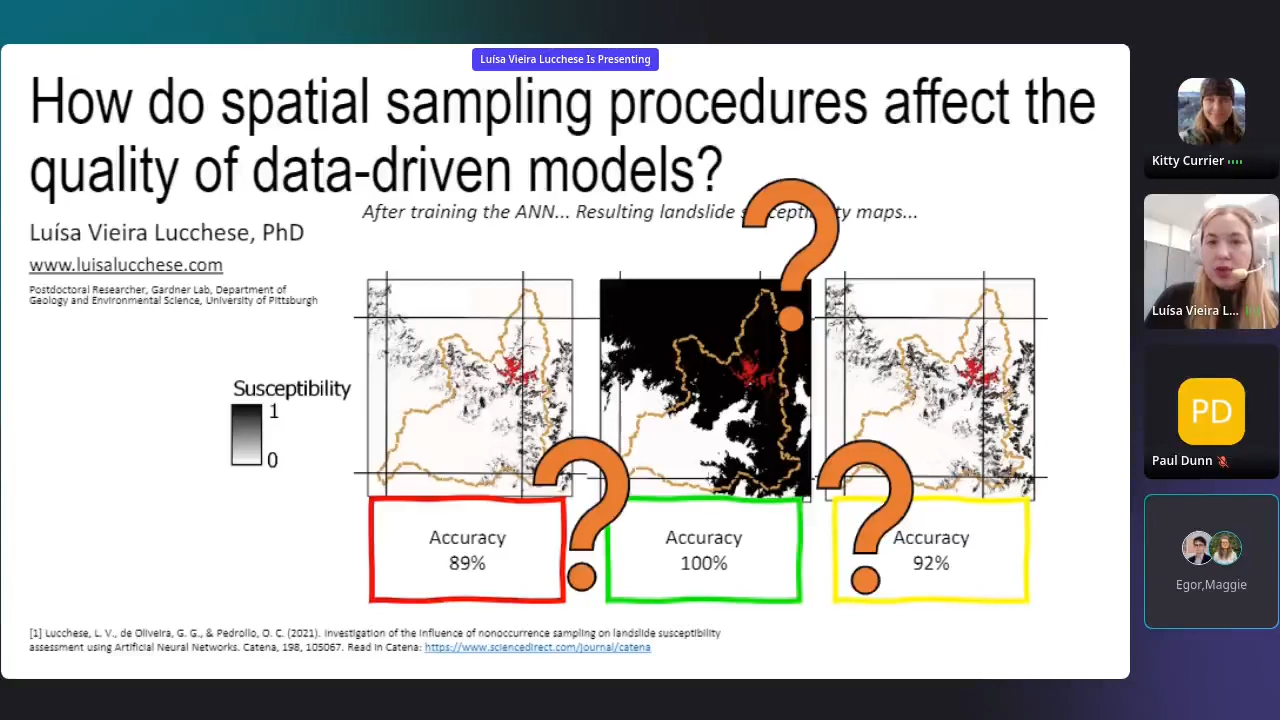 Luísa Vieira Lucchese Is Presenting
How do spatial sampling procedures affect the
quality of data-driven models?
After training the ANN... Resulting landslide susceptibility maps...
Luísa Vieira Lucchese, PhD
www.luisalucchese.com
Postdoctoral Researcher, Gardner Lab, Department of
Geology and Environmental Science, University of Pittsburgh
Susceptibility
1
0
?
?
?
Accuracy
89%
Accuracy
100%
Accuracy
92%
[1] Lucchese, L. V., de Oliveira, G. G., & Pedrollo, O. C. (2021). Investigation of the influence of nonoccurrence sampling on landslide susceptibility
assessment using Artificial Neural Networks. Catena, 198, 105067. Read in Catena: https://www.sciencedirect.com/journal/catena
Kitty Currier
Luísa Vieira L...
PD
Paul Dunn
Egor,Maggie